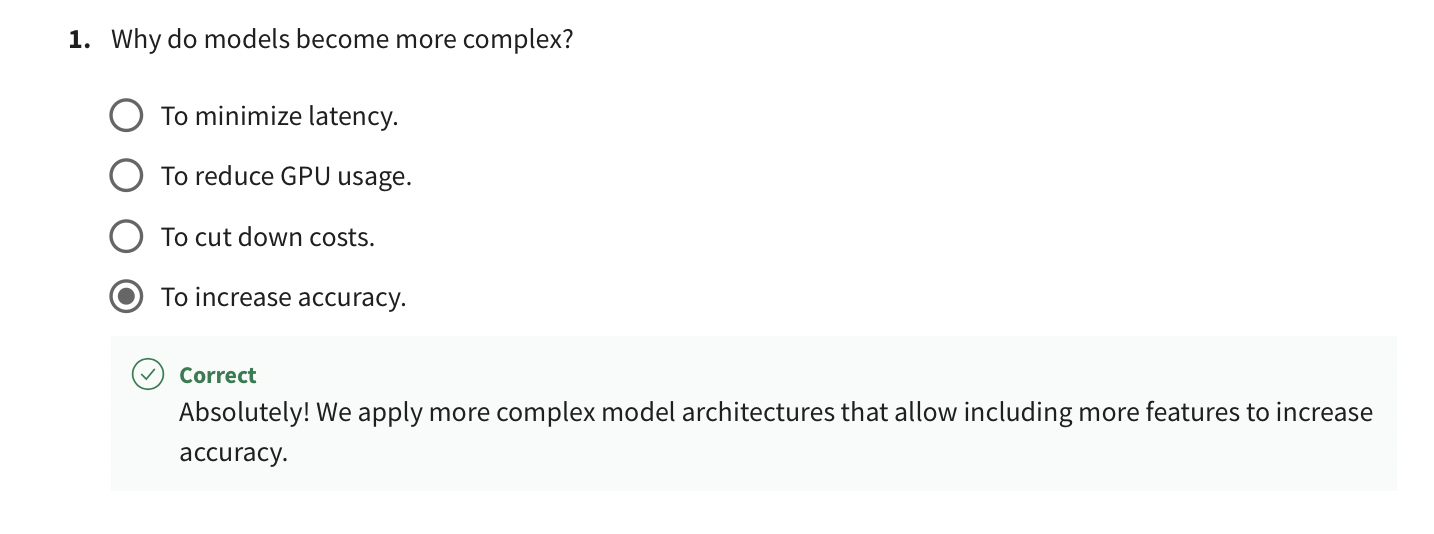 1. Why do models become more complex?
To minimize latency.
To reduce GPU usage.
To cut down costs.
To increase accuracy.
Correct
Absolutely! We apply more complex model architectures that allow including more features to increase
accuracy.